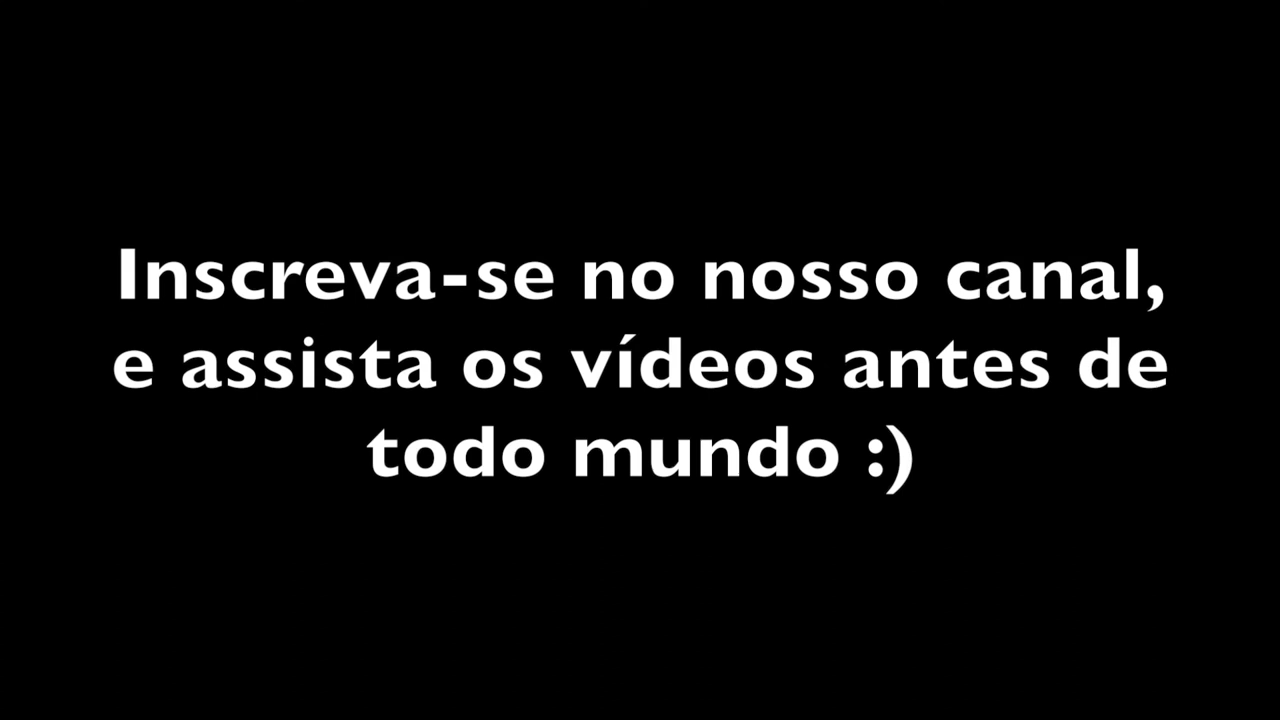 Inscreva-se no nosso canal,
e assista os vídeos antes de
todo mundo :)